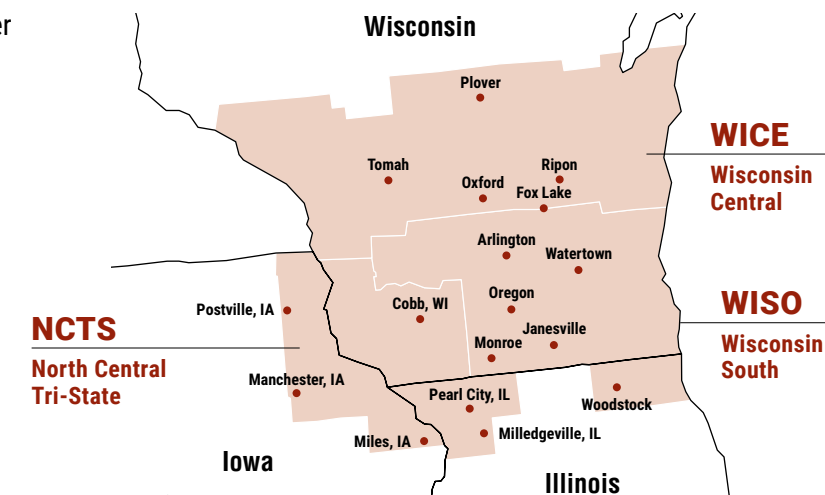 er
Wisconsin
Plover
WICE
Wisconsin
Central
Tomah
Ripon
Oxford
Fox Lake
Arlington
Watertown
Postville, IA
Cobb, WI
Oregon
WISO
Wisconsin
South
NCTS
North Central
Tri-State
Janesville
Monroe
Manchester, IA
Pearl City, IL
Woodstock
Miles, IA
Milledgeville, IL
Iowa
Illinois